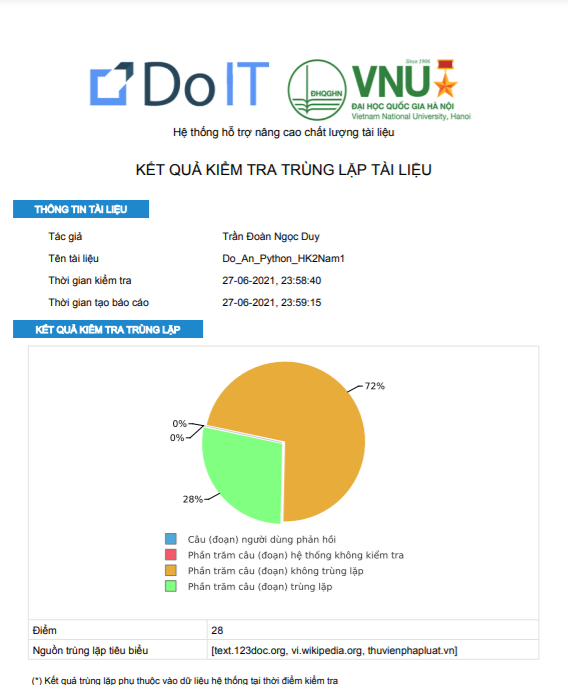 Do IT
ĐHQGHN
Since 1906
VNU
ĐẠI HỌC QUỐC GIA HÀ NỘI
Vietnam National University, Hanoi
Hệ thống hỗ trợ nâng cao chất lượng tài liệu
KẾT QUẢ KIỂM TRA TRÙNG LẶP TÀI LIỆU
THÔNG TIN TÀI LIỆU
Tác giả Trần Đoàn Ngọc Duy
Tên tài liệu Do_An_Python_HK2Nam1
Thời gian kiểm tra 27-06-2021, 23:58:40
Thời gian tạo báo cáo 27-06-2021, 23:59:15
KẾT QUẢ KIỂM TRA TRÙNG LẶP
72%
0%
0%
28%
Câu (đoạn) người dùng phản hồi
Phần trăm câu (đoạn) hệ thống không kiểm tra
Phần trăm câu (đoạn) không trùng lặp
Phần trăm câu (đoạn) trùng lặp
Điểm 28
Nguồn trùng lặp tiêu biểu [text.123doc.org, vi.wikipedia.org, thuvienphapluat.vn]
(*) Kết quả trùng lặp phụ thuộc vào dữ liệu hệ thống tại thời điểm kiểm tra